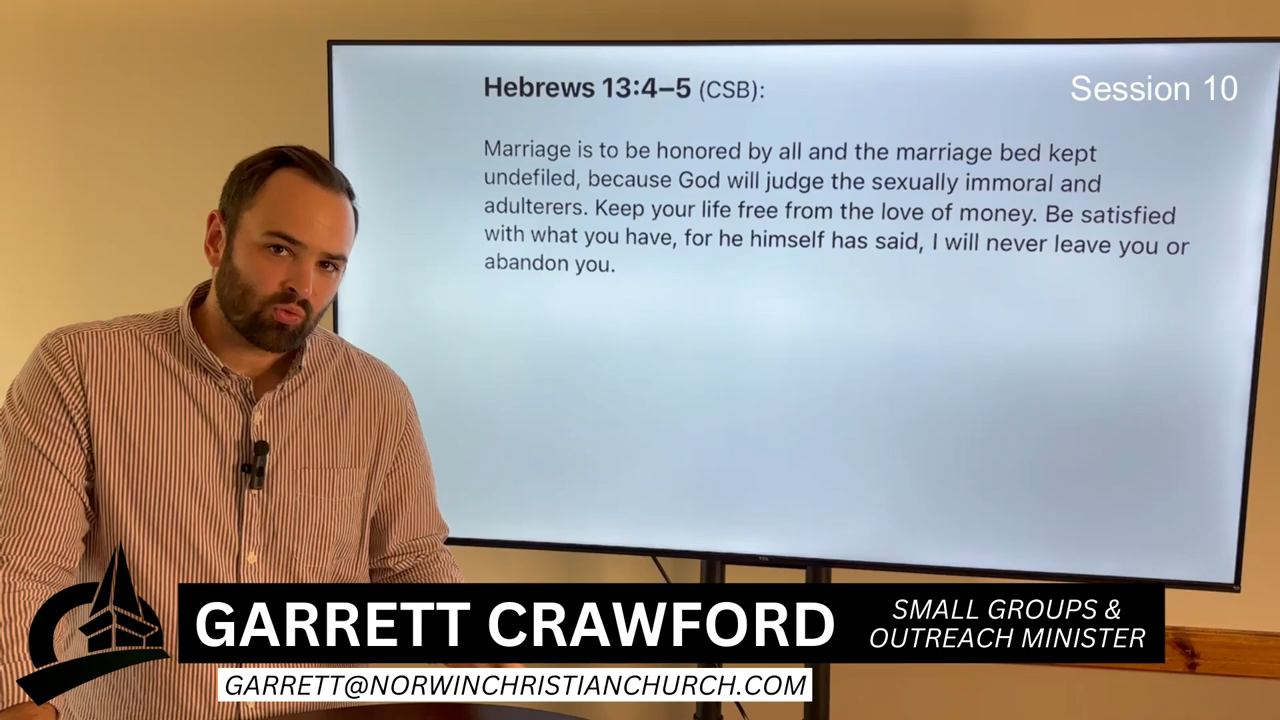 Hebrews 13:4–5 (CSB):
Session 10
Marriage is to be honored by all and the marriage bed kept
undefiled, because God will judge the sexually immoral and
adulterers. Keep your life free from the love of money. Be satisfied
with what you have, for he himself has said, I will never leave you or
abandon you.
TCL
GARRETT CRAWFORD
SMALL GROUPS &
OUTREACH MINISTER
GARRETT@NORWINCHRISTIANCHURCH.COM